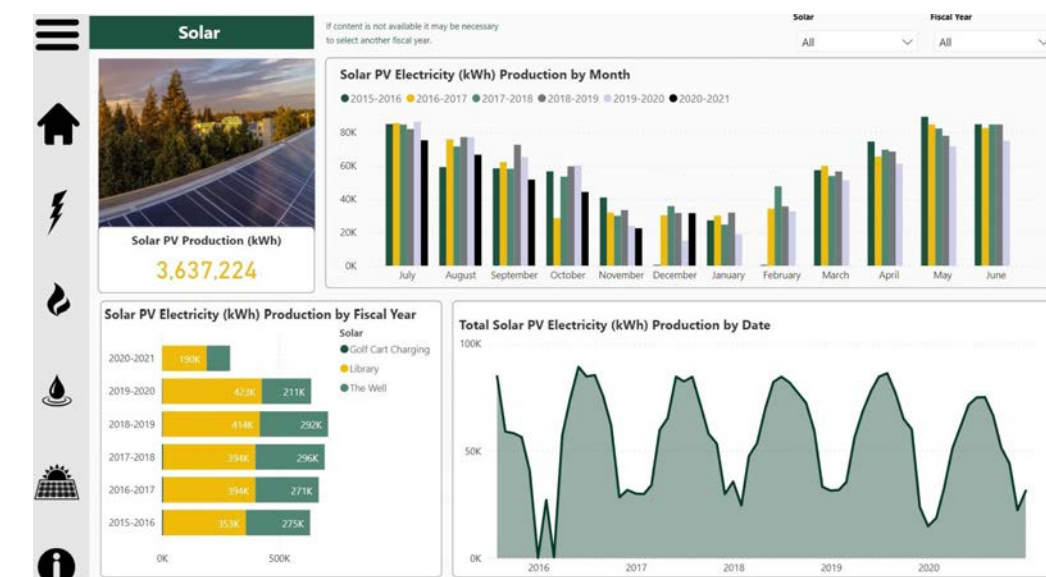 Solar
If content is not available it may be necessary
to select another fiscal year.
Solar
All
Fiscal Year
All
Solar PV Production (kWh)
3,637,224
Solar PV Electricity (kWh) Production by Month
2015-2016 2016-2017 2017-2018 2018-2019 2019-2020 2020-2021
80K
60K
40K
20K
0K
July August September October November December January February March April May June
Solar PV Electricity (kWh) Production by Fiscal Year
Solar
Golf Cart Charging
Library
The Well
2020-2021 190K
2019-2020 423K 211K
2018-2019 414K 292K
2017-2018 394K 296K
2016-2017 394K 271K
2015-2016 353K 275K
0K 500K
Total Solar PV Electricity (kWh) Production by Date
100K
50K
0K
2016 2017 2018 2019 2020